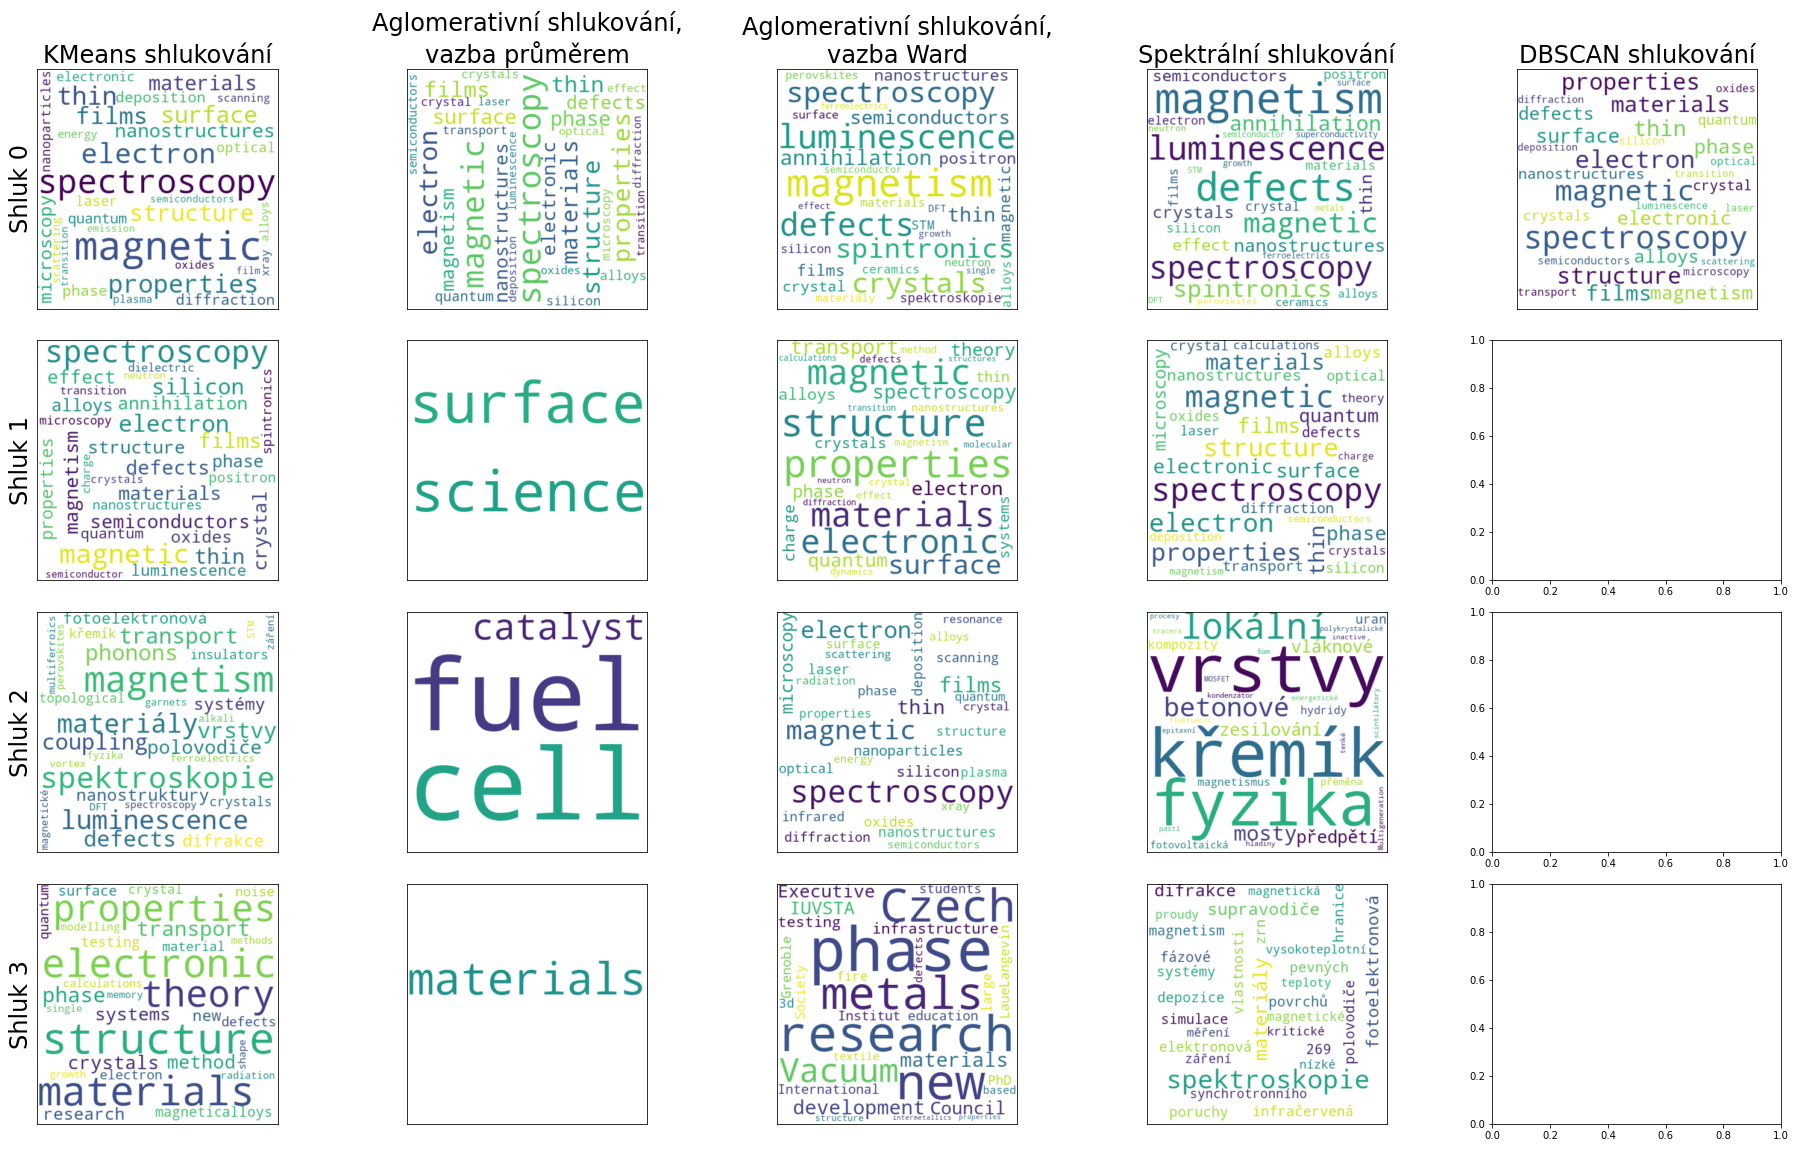 KMeans shlukování
Aglomerativní shlukování,
vazba průměrem
Aglomerativní shlukování,
vazba Ward
Spektrální shlukování
DBSCAN shlukování
Shluk 0
electronic
materials
thin
deposition
scanning
films
surface
energy
nanostructures
nanoparticles
electron
optical
spectroscopy
laser
semiconductors
microscopy
quantum
structure
emission
scattering
transition
magnetic
alloys
xray
oxides
film
properties
phase
plasma
diffraction
crystals
films
thin
effect
crystal
laser
defects
surface
phase
transport
optical
semiconductors
electron
magnetism
magnetic
nanostructures
deposition
luminescence
spectroscopy
electronic
materials
structure
microscopy
properties
transition
diffraction
oxides
alloys
quantum
silicon
perovskites
nanostructures
spectroscopy
ferroelectrics
surface
semiconductors
luminescence
annihilation
positron
semiconductor
magnetism
effect
materials
magnetic
defects
DFT
thin
STM
growth
silicon
spintronics
neutron
films
ceramics
single
crystal
crystals
materiály
spektroskopie
alloys
semiconductors
positron
surface
magnetism
electron
annihilation
neutron
semiconductor
superconductivity
luminescence
growth
STM
materials
films
defects
thin
crystals
crystal
metals
silicon
magnetic
effect
nanostructures
ferroelectrics
spectroscopy
spintronics
DFT
perovskites
ceramics
alloys
properties
oxides
diffraction
materials
defects
quantum
surface
thin
deposition
silicon
phase
electron
optical
nanostructures
transition
magnetic
crystal
luminescence
laser
crystals
electronic
spectroscopy
semiconductors
alloys
scattering
structure
microscopy
transport
films
magnetism
Shluk 1
spectroscopy
dielectric
effect
neutron
transition
silicon
spintronics
alloys
annihilation
microscopy
electron
structure
films
properties
magnetism
charge
defects
phase
crystals
positron
materials
nanostructures
semiconductors
quantum
oxides
crystal
magnetic
thin
semiconductor
luminescence
surface
science
transport
method
theory
calculations
defects
structures
magnetic
thin
alloys
spectroscopy
transition
nanostructures
structure
crystals
magnetism
molecular
properties
neutron
crystal
phase
effect
electron
diffraction
materials
charge
electronic
systems
quantum
dynamics
surface
crystal
calculations
materials
alloys
microscopy
nanostructures
optical
magnetic
theory
oxides
quantum
laser
films
defects
structure
charge
electronic
surface
spectroscopy
diffraction
electron
semiconductors
deposition
phase
properties
thin
crystals
magnetism
transport
silicon
1.0
0.8
0.6
0.4
0.2
0.0
0.0 0.2 0.4 0.6 0.8 1.0
Shluk 2
fotoelektronová
multiferroics
perovskites
křemík
transport
STM
záření
phonons
insulators
magnetism
topological
garnets
systémy
materiály
alkali
vrstvy
coupling
polovodiče
fyzika
ferroelectrics
vortex
spektroskopie
nanostruktury
DFT
spectroscopy
crystals
magnetické
luminescence
defects
difrakce
catalyst
fuel
cell
microscopy
electron
deposition
resonance
surface
alloys
scattering
laser
scanning
radiation
phase
films
quantum
thin
crystal
properties
magnetic
structure
nanoparticles
energy
optical
silicon
plasma
spectroscopy
xray
infrared
oxides
diffraction
nanostructures
semiconductors
procesy
lokální
uran
polykrystalické
tracers
inactive
kompozity
vláknové
šum
vrstvy
MOSFET
kondenzátor
energetické
betonové
hydridy
scintilátory
fluktuační
zesilování
epitaxní
tenké
křemík
magnetismus
přeměna
fyzika
Multigeneration
pasti
mosty
předpětí
fotovoltaická
hladiny
1.0
0.8
0.6
0.4
0.2
0.0
0.0 0.2 0.4 0.6 0.8 1.0
Shluk 3
quantum
surface
crystal
noise
properties
modelling
transport
testing
material
methods
electronic
calculations
phase
memory
theory
single
systems
new
defects
structure
crystals
method
shape
growth
electron
radiation
materials
research
magneticalloys
materials
Executive
students
IUVSTA
Czech
testing
infrastructure
phase
Grenoble
Society
fire
defects
large
LaueLangevin
3d
metals
Institut
education
research
textile
Vacuum
materials
new
PhD
International
based
development
Council
structure
intermetallics
properties
difrakce
magnetická
proudy
supravodiče
hranice
magnetism
zrn
vysokoteplotní
fotoelektronová
fázové
vlastnosti
pevných
systémy
teploty
depozice
materiály
povrchů
simulace
magnetické
polovodiče
měření
kritické
elektronová
269
záření
nízké
spektroskopie
synchrotronního
poruchy
infračervená
1.0
0.8
0.6
0.4
0.2
0.0
0.0 0.2 0.4 0.6 0.8 1.0